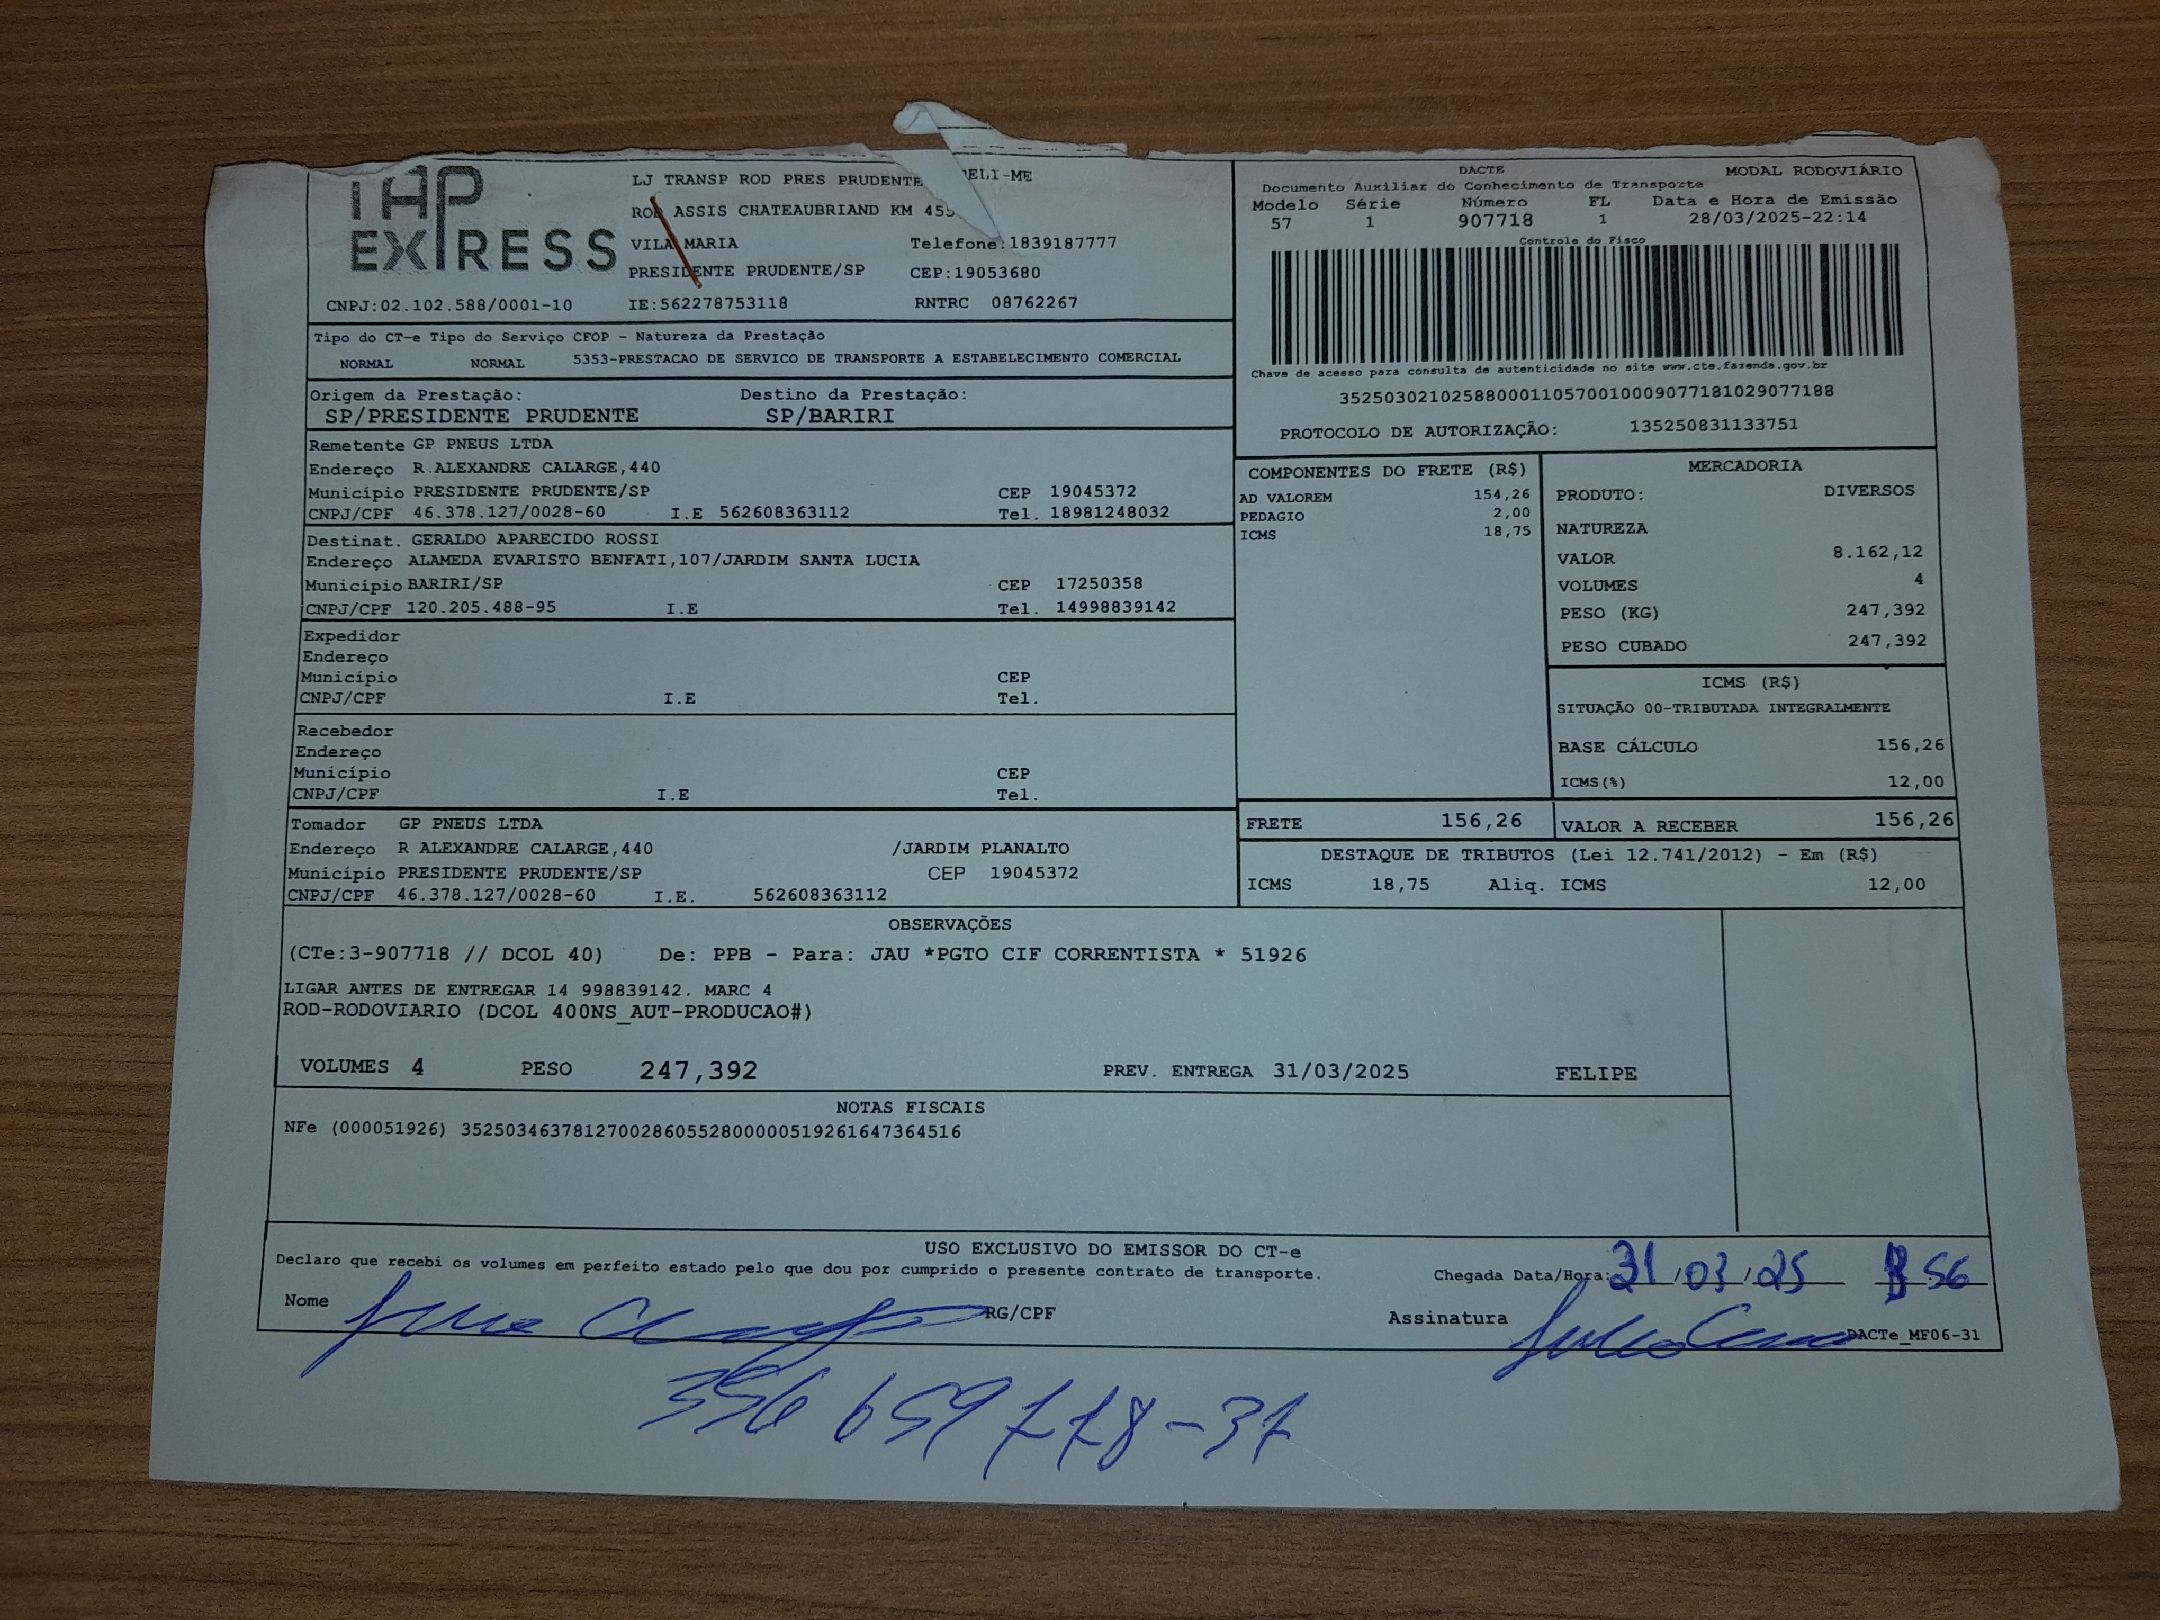 TAP
EXPRESS
LJ TRANSP ROD PRES PRUDENTE ELI-ME
ROD ASSIS CHATEAUBRIAND KM 455
VILA MARIA Telefone:1839187777
PRESIDENTE PRUDENTE/SP CEP:19053680
CNPJ:02.102.588/0001-10 IE:562278753118 RNTRC 08762267
DACTE MODAL RODOVIÁRIO
Documento Auxiliar do Conhecimento de Transporte
Modelo Série Número FL Data e Hora de Emissão
57 1 907718 1 28/03/2025-22:14
Controle do Fisco
Chave de acesso para consulta de autenticidade no site www.cte.fazenda.gov.br
35250302102588000110570010009077181029077188
PROTOCOLO DE AUTORIZAÇÃO: 135250831133751
Tipo do CT-e Tipo do Serviço CFOP - Natureza da Prestação
NORMAL NORMAL 5353-PRESTACAO DE SERVICO DE TRANSPORTE A ESTABELECIMENTO COMERCIAL
Origem da Prestação: Destino da Prestação:
SP/PRESIDENTE PRUDENTE SP/BARIRI
Remetente GP PNEUS LTDA
Endereço R ALEXANDRE CALARGE,440
Município PRESIDENTE PRUDENTE/SP CEP 19045372
CNPJ/CPF 46.378.127/0028-60 I.E 562608363112 Tel. 18981248032
Destinat. GERALDO APARECIDO ROSSI
Endereço ALAMEDA EVARISTO BENFATI,107/JARDIM SANTA LUCIA
Município BARIRI/SP CEP 17250358
CNPJ/CPF 120.205.488-95 I.E Tel. 14998839142
Expedidor
Endereço
Município CEP
CNPJ/CPF I.E Tel.
Recebedor
Endereço
Município CEP
CNPJ/CPF I.E Tel.
Tomador GP PNEUS LTDA
Endereço R ALEXANDRE CALARGE,440 /JARDIM PLANALTO
Município PRESIDENTE PRUDENTE/SP CEP 19045372
CNPJ/CPF 46.378.127/0028-60 I.E. 562608363112
COMPONENTES DO FRETE (R$)
AD VALOREM 154,26
PEDAGIO 2,00
ICMS 18,75
MERCADORIA
PRODUTO: DIVERSOS
NATUREZA
VALOR 8.162,12
VOLUMES 4
PESO (KG) 247,392
PESO CUBADO 247,392
ICMS (R$)
SITUAÇÃO 00-TRIBUTADA INTEGRALMENTE
BASE CÁLCULO 156,26
ICMS(%) 12,00
FRETE 156,26 VALOR A RECEBER 156,26
DESTAQUE DE TRIBUTOS (Lei 12.741/2012) - Em (R$)
ICMS 18,75 Aliq. ICMS 12,00
OBSERVAÇÕES
(CTe:3-907718 // DCOL 40) De: PPB - Para: JAU *PGTO CIF CORRENTISTA * 51926
LIGAR ANTES DE ENTREGAR 14 998839142. MARC 4
ROD-RODOVIARIO (DCOL 400NS_AUT-PRODUCAO#)
VOLUMES 4 PESO 247,392 PREV. ENTREGA 31/03/2025 FELIPE
NOTAS FISCAIS
NFe (000051926) 35250346378127002860552800000519261647364516
USO EXCLUSIVO DO EMISSOR DO CT-e
Declaro que recebi os volumes em perfeito estado pelo que dou por cumprido o presente contrato de transporte.
Chegada Data/Hora: 31/03/25 56
Nome RG/CPF Assinatura
DACTe_MF06-31
356 659 778-37